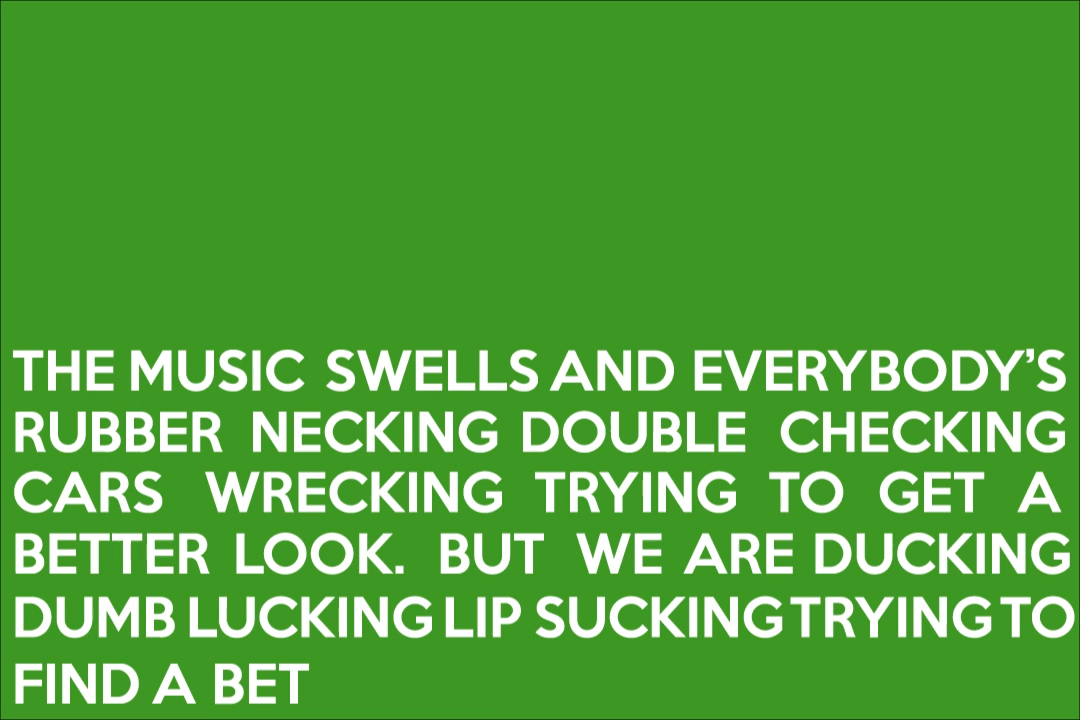 THE MUSIC SWELLS AND EVERYBODY’S
RUBBER NECKING DOUBLE CHECKING
CARS WRECKING TRYING TO GET A
BETTER LOOK. BUT WE ARE DUCKING
DUMB LUCKING LIP SUCKING TRYING TO
FIND A BET